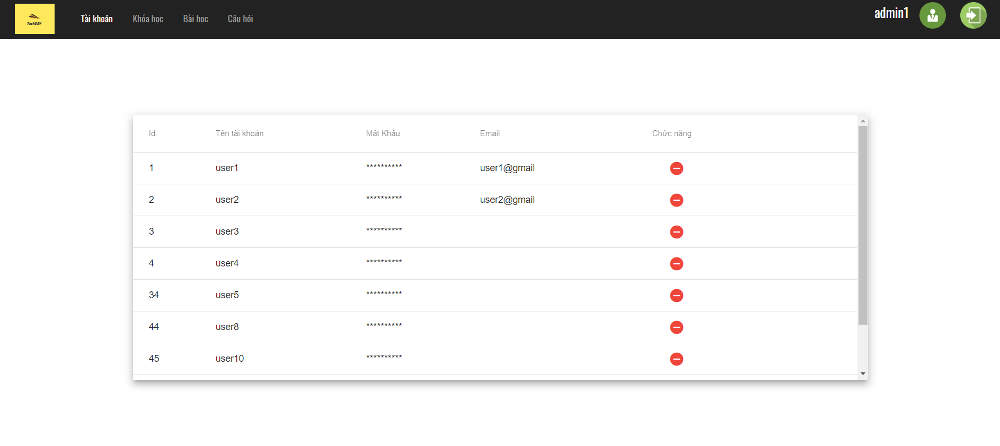 TechDEV
Tài khoản Khóa học Bài học Câu hỏi admin1
Id. Tên tài khoản Mật Khẩu Email Chức năng
1 user1 ********** user1@gmail
2 user2 ********** user2@gmail
3 user3 **********
4 user4 **********
34 user5 **********
44 user8 **********
45 user10 **********